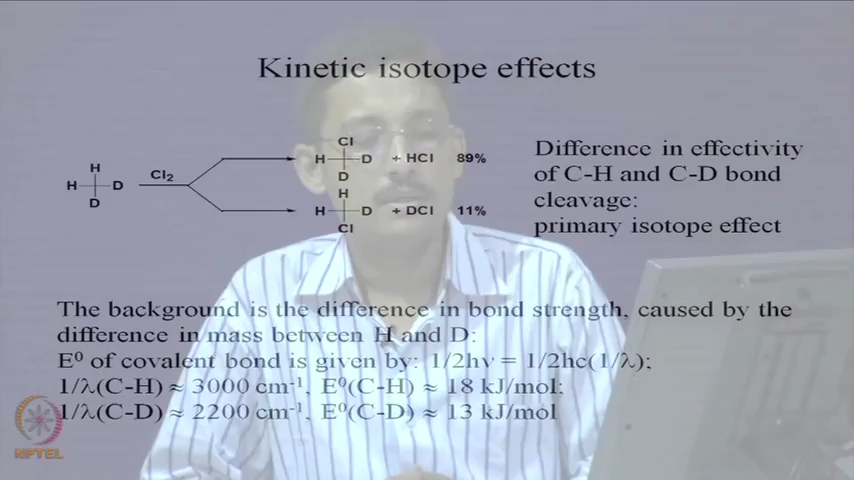 Kinetic isotope effects
H
H D
D
Cl2
Cl
H D + HCl 89%
D
H
H D + DCl 11%
Cl
Difference in effectivity
of C-H and C-D bond
cleavage:
primary isotope effect
The background is the difference in bond strength, caused by the
difference in mass between H and D:
E⁰ of covalent bond is given by: 1/2hν = 1/2hc(1/λ);
1/λ(C-H) ≈ 3000 cm⁻¹, E⁰(C-H) ≈ 18 kJ/mol;
1/λ(C-D) ≈ 2200 cm⁻¹, E⁰(C-D) ≈ 13 kJ/mol
NPTEL